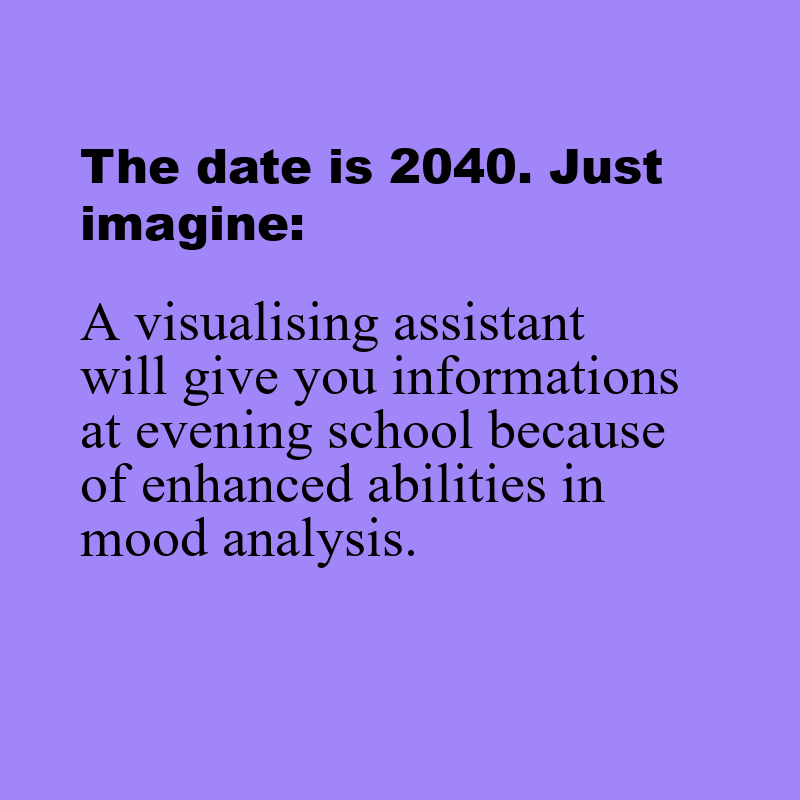 The date is 2040. Just
imagine:
A visualising assistant
will give you informations
at evening school because
of enhanced abilities in
mood analysis.